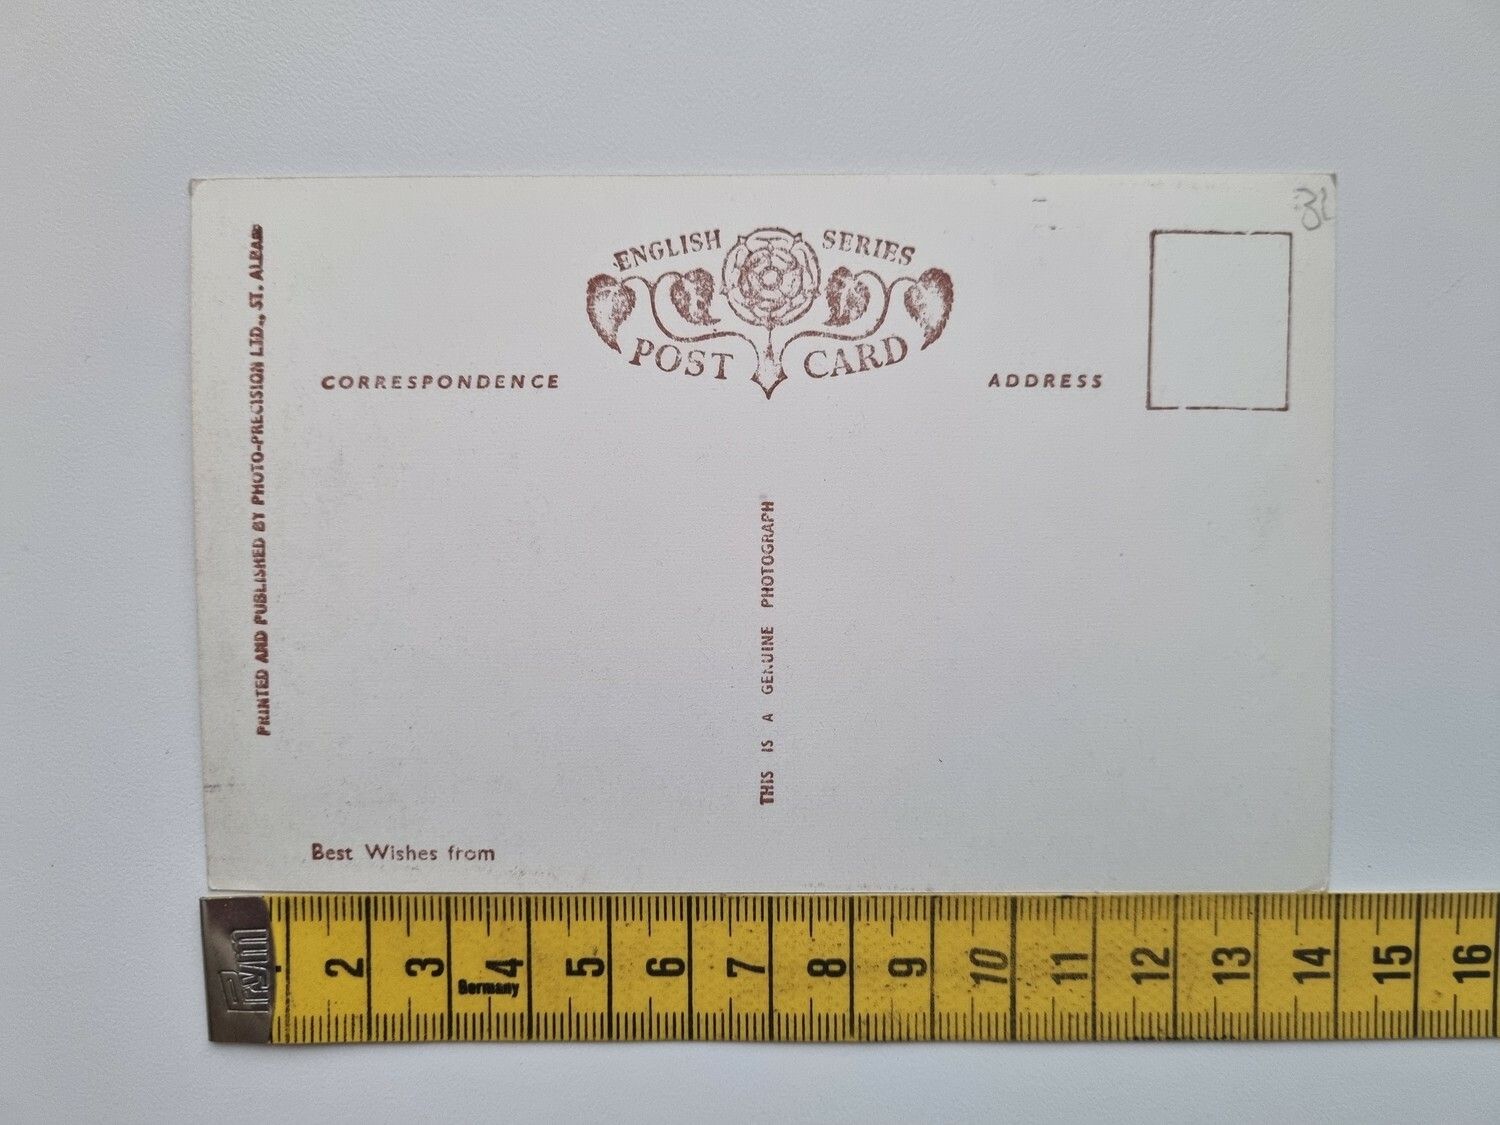 ENGLISH SERIES
POST CARD
CORRESPONDENCE
ADDRESS
PRINTED AND PUBLISHED BY PHOTO-PRECISION LTD., ST. ALBANS
THIS IS A GENUINE PHOTOGRAPH
Best Wishes from
Prym
2 3 4 5 6 7 8 9 10 11 12 13 14 15 16
Germany